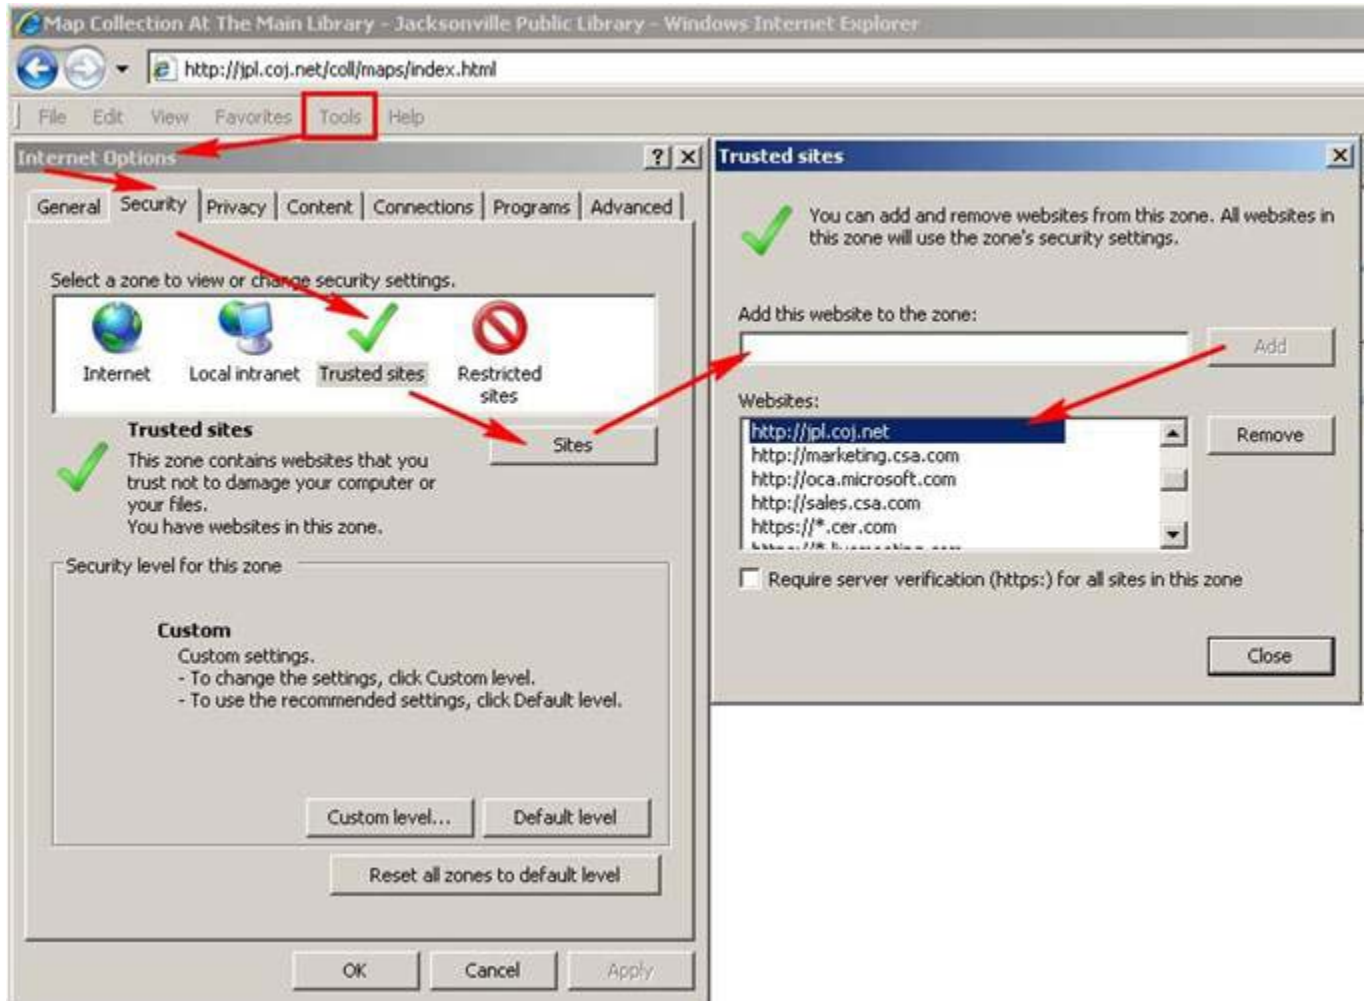 Map Collection At The Main Library - Jacksonville Public Library - Windows Internet Explorer
http://jpl.coj.net/coll/maps/index.html
File Edit View Favorites Tools Help
Internet Options
General Security Privacy Content Connections Programs Advanced
Select a zone to view or change security settings.
Internet Local intranet Trusted sites Restricted
sites
Trusted sites
Sites
This zone contains websites that you
trust not to damage your computer or
your files.
You have websites in this zone.
Security level for this zone
Custom
Custom settings.
- To change the settings, click Custom level.
- To use the recommended settings, click Default level.
Custom level... Default level
Reset all zones to default level
OK Cancel Apply
Trusted sites
You can add and remove websites from this zone. All websites in
this zone will use the zone's security settings.
Add this website to the zone:
Add
Websites:
http://jpl.coj.net
Remove
http://marketing.csa.com
http://oca.microsoft.com
http://sales.csa.com
https://*.cer.com
Require server verification (https:) for all sites in this zone
Close